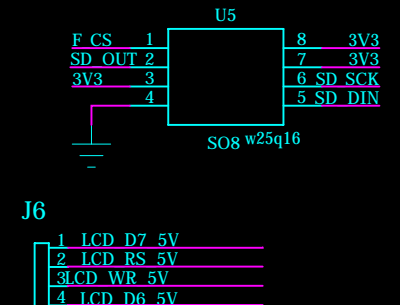 U5
F_CS 1 8 3V3
SD_OUT 2 7 3V3
3V3 3 6 SD_SCK
4 5 SD_DIN
SO8 w25q16
J6
1 LCD_D7_5V
2 LCD_RS_5V
3 LCD_WR_5V
4 LCD_D6_5V